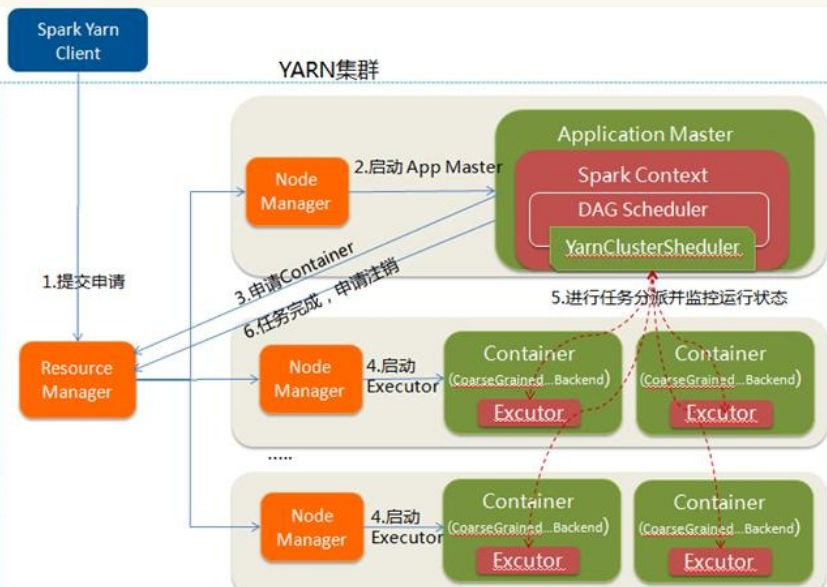 Spark Yarn
Client
YARN集群
Application Master
Node
Manager
2.启动 App Master
Spark Context
DAG Scheduler
YarnClusterSheduler
1.提交申请
3.申请Container
6.任务完成，申请注销
5.进行任务分派并监控运行状态
Resource
Manager
Node
Manager
4.启动
Executor
Container
(CoarseGrained...Backend)
Excutor
Container
(CoarseGrained...Backend)
Excutor
.....
Node
Manager
4.启动
Executor
Container
(CoarseGrained...Backend)
Excutor
Container
(CoarseGrained...Backend)
Excutor